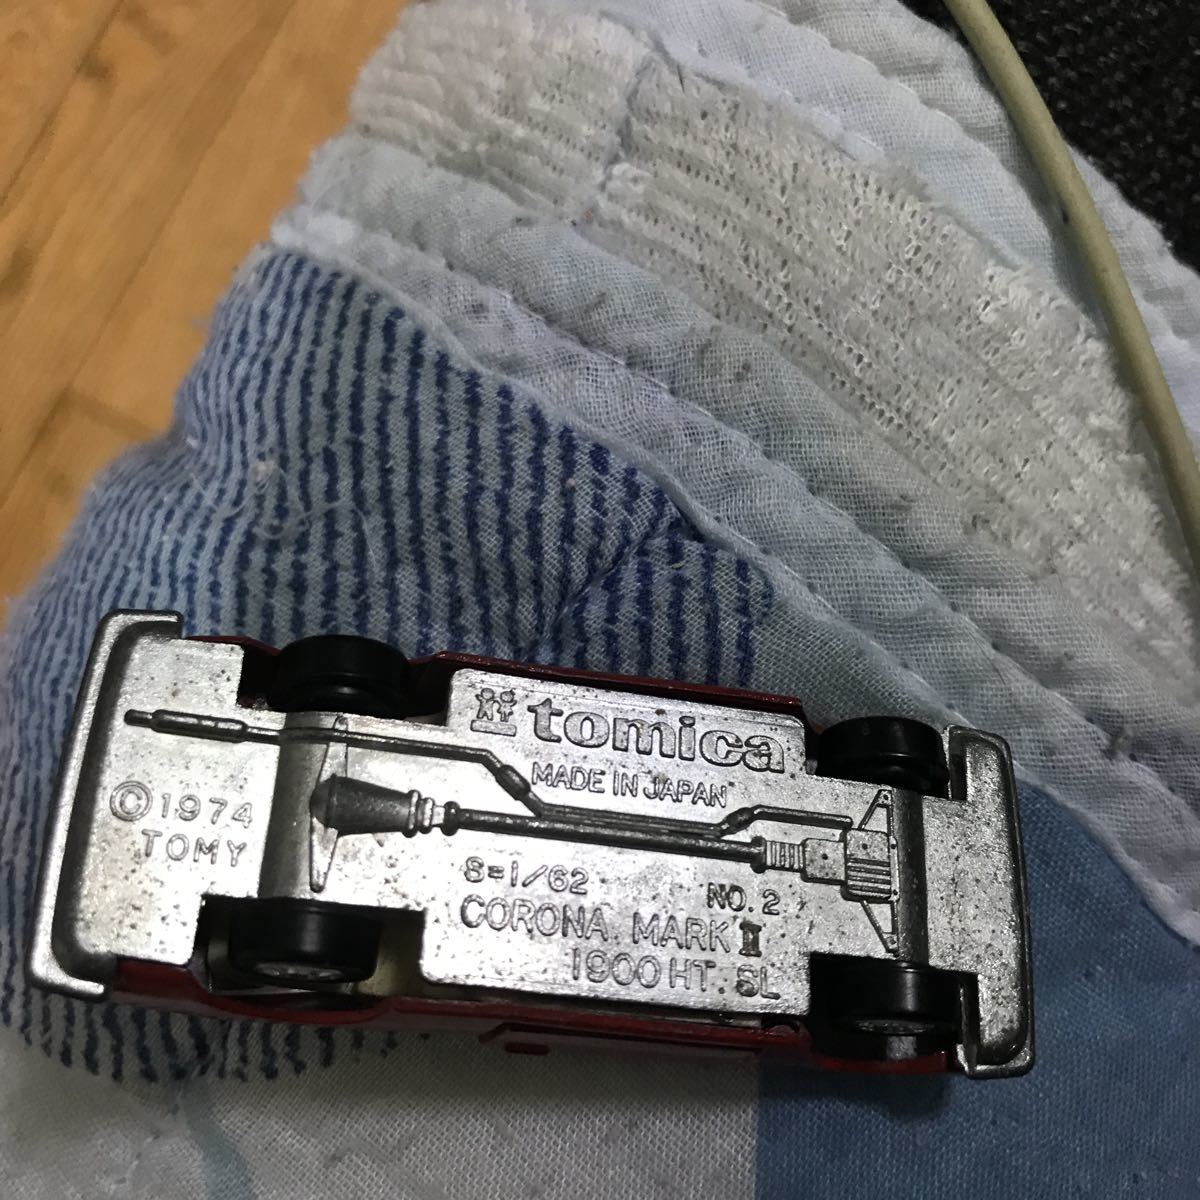 tomica
MADE IN JAPAN
© 1974
TOMY
S=1/62
NO. 2
CORONA MARK II
1900 HT. SL